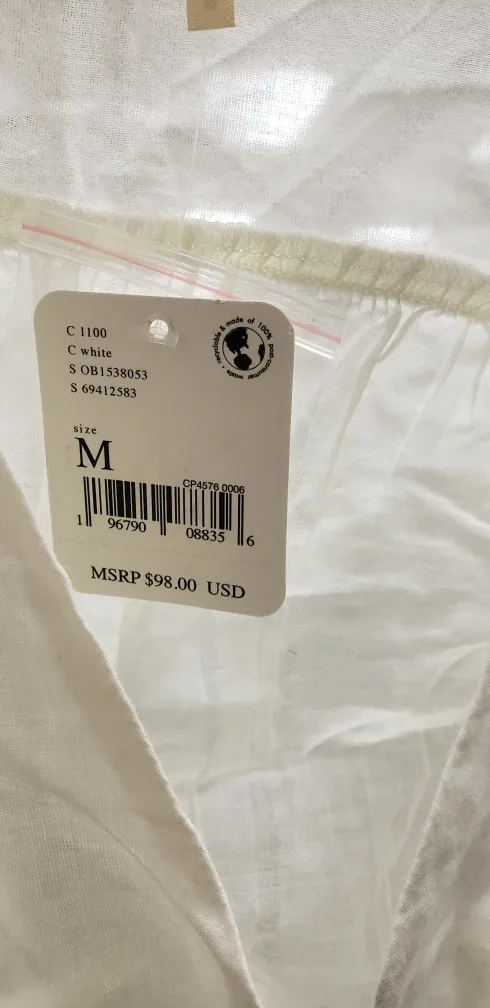 C 1100
C white
S OB1538053
S 69412583
recyclable & made of 100% post-consumer waste •
size
M
CP4576 0006
1 96790 08835 6
MSRP $98.00 USD